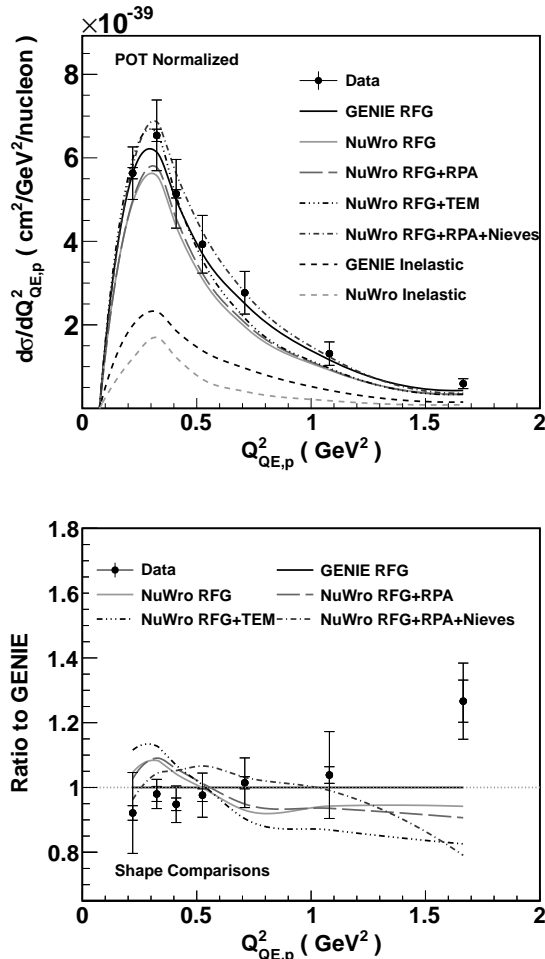 ×10⁻³⁹
POT Normalized
8
6
4
2
dσ/dQ²_QE,p ( cm²/GeV²/nucleon )
Data
GENIE RFG
NuWro RFG
NuWro RFG+RPA
NuWro RFG+TEM
NuWro RFG+RPA+Nieves
GENIE Inelastic
NuWro Inelastic
0 0.5 1 1.5 2
Q²_QE,p ( GeV² )
1.8
1.6
1.4
1.2
1
0.8
Ratio to GENIE
Data GENIE RFG
NuWro RFG NuWro RFG+RPA
NuWro RFG+TEM NuWro RFG+RPA+Nieves
Shape Comparisons
0 0.5 1 1.5 2
Q²_QE,p ( GeV² )